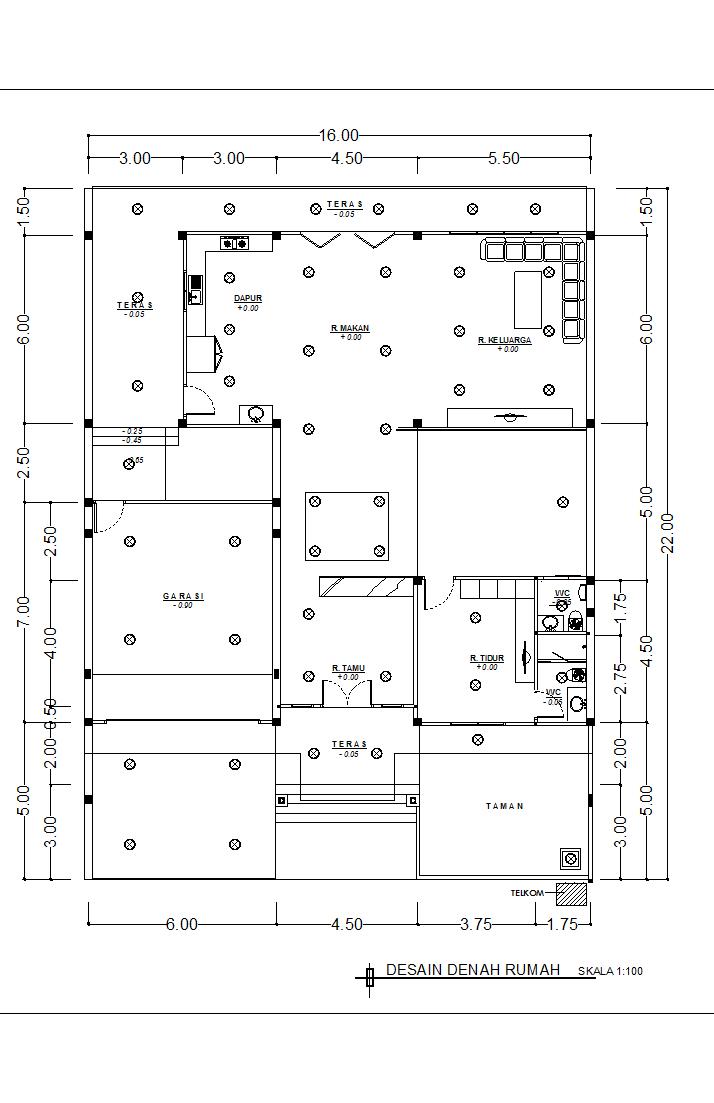 16.00
3.00
3.00
4.50
5.50
1.50
TERAS
- 0.05
1.50
TERAS
- 0.05
DAPUR
+ 0.00
R. MAKAN
+ 0.00
R. KELUARGA
+ 0.00
6.00
6.00
- 0.25
- 0.45
2.50
5.00
22.00
2.50
7.00
GARASI
- 0.90
WC
1.75
4.00
R. TAMU
+ 0.00
R. TIDUR
+ 0.00
4.50
2.75
WC
- 0.05
0.50
TERAS
- 0.05
2.00
2.00
5.00
TAMAN
5.00
3.00
3.00
TELKOM
6.00
4.50
3.75
1.75
DESAIN DENAH RUMAH
SKALA 1:100